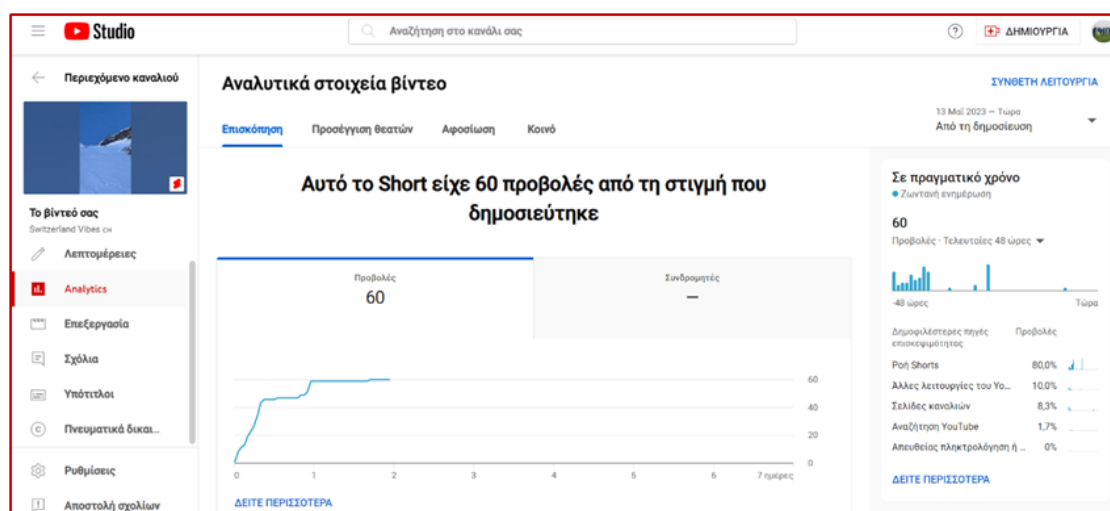 Studio
Αναζήτηση στο κανάλι σας
ΔΗΜΙΟΥΡΓΙΑ
Περιεχόμενο καναλιού
Το βίντεό σας
Switzerland Vibes CH
Λεπτομέρειες
Analytics
Επεξεργασία
Σχόλια
Υπότιτλοι
Πνευματικά δικαι...
Ρυθμίσεις
Αποστολή σχολίων
Αναλυτικά στοιχεία βίντεο
ΣΥΝΘΕΤΗ ΛΕΙΤΟΥΡΓΙΑ
Επισκόπηση Προσέγγιση θεατών Αφοσίωση Κοινό
13 Μαΐ 2023 – Τώρα
Από τη δημοσίευση
Αυτό το Short είχε 60 προβολές από τη στιγμή που
δημοσιεύτηκε
Προβολές
60
Συνδρομητές
—
60
40
20
0
0 1 2 3 4 5 6 7 ημέρες
ΔΕΙΤΕ ΠΕΡΙΣΣΟΤΕΡΑ
Σε πραγματικό χρόνο
Ζωντανή ενημέρωση
60
Προβολές · Τελευταίες 48 ώρες
-48 ώρες Τώρα
Δημοφιλέστερες πηγές Προβολές
επισκεψιμότητας
Ροή Shorts 80,0%
Άλλες λειτουργίες του Yo... 10,0%
Σελίδες καναλιών 8,3%
Αναζήτηση YouTube 1,7%
Απευθείας πληκτρολόγηση ή ... 0%
ΔΕΙΤΕ ΠΕΡΙΣΣΟΤΕΡΑ